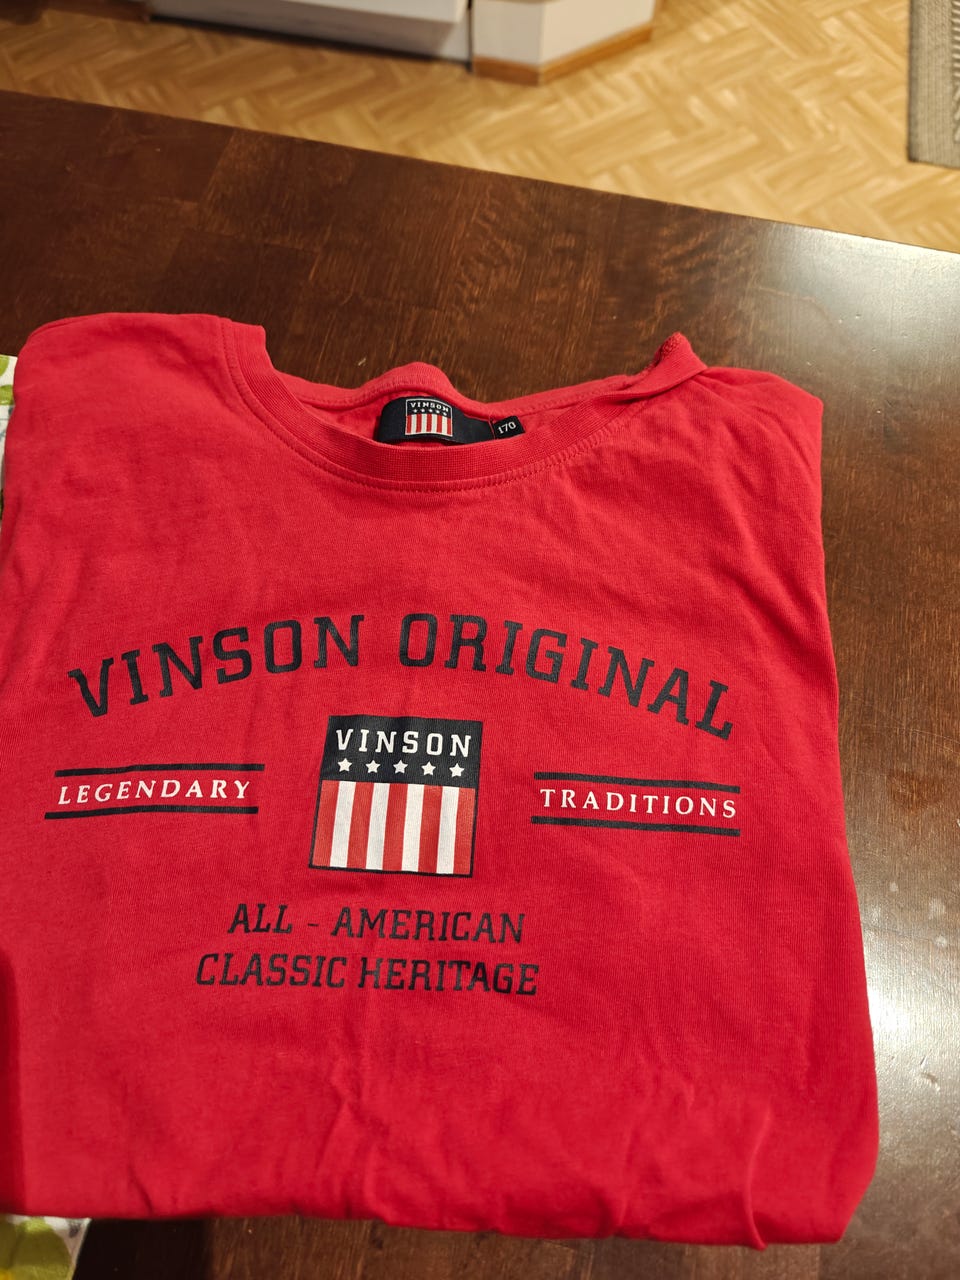 VINSON
170
VINSON ORIGINAL
VINSON
LEGENDARY
TRADITIONS
ALL - AMERICAN
CLASSIC HERITAGE